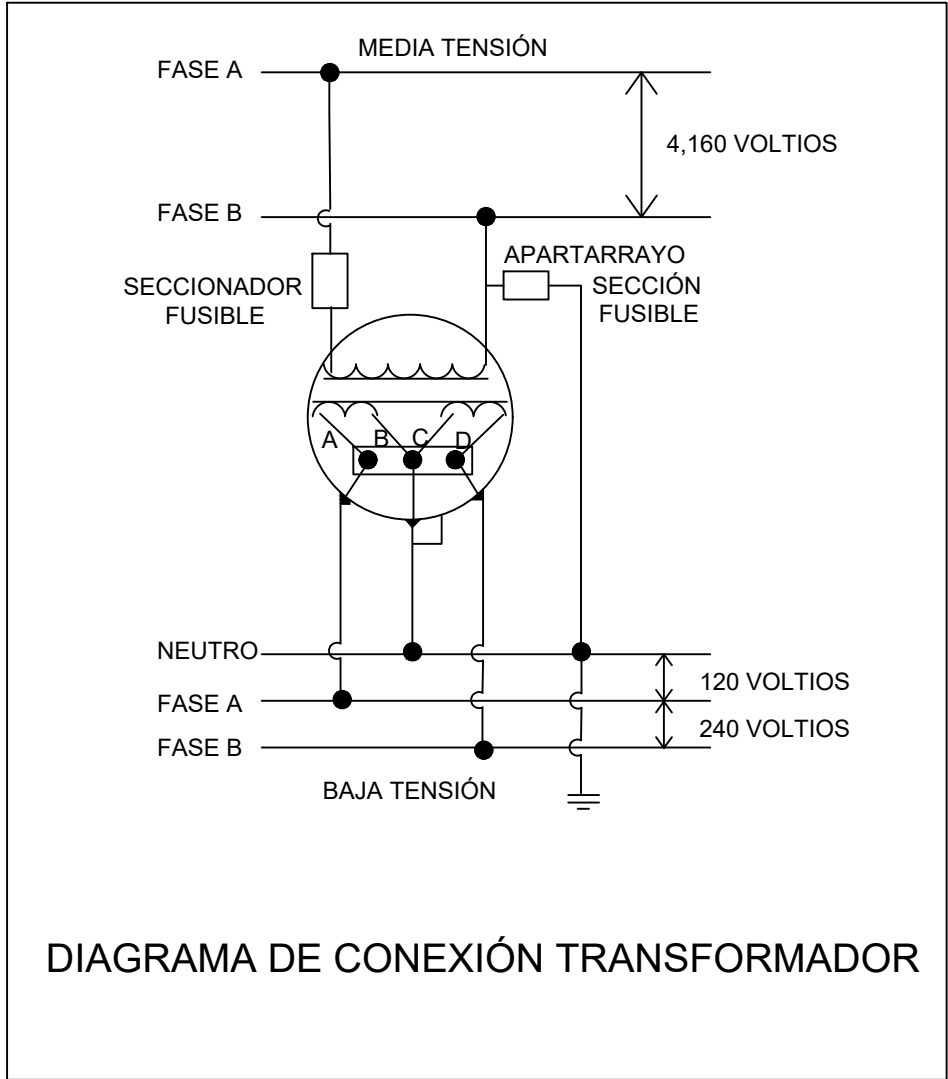 MEDIA TENSIÓN
FASE A
4,160 VOLTIOS
FASE B
APARTARRAYO
SECCIÓN
FUSIBLE
SECCIONADOR
FUSIBLE
A B C D
NEUTRO
120 VOLTIOS
FASE A
240 VOLTIOS
FASE B
BAJA TENSIÓN
DIAGRAMA DE CONEXIÓN TRANSFORMADOR